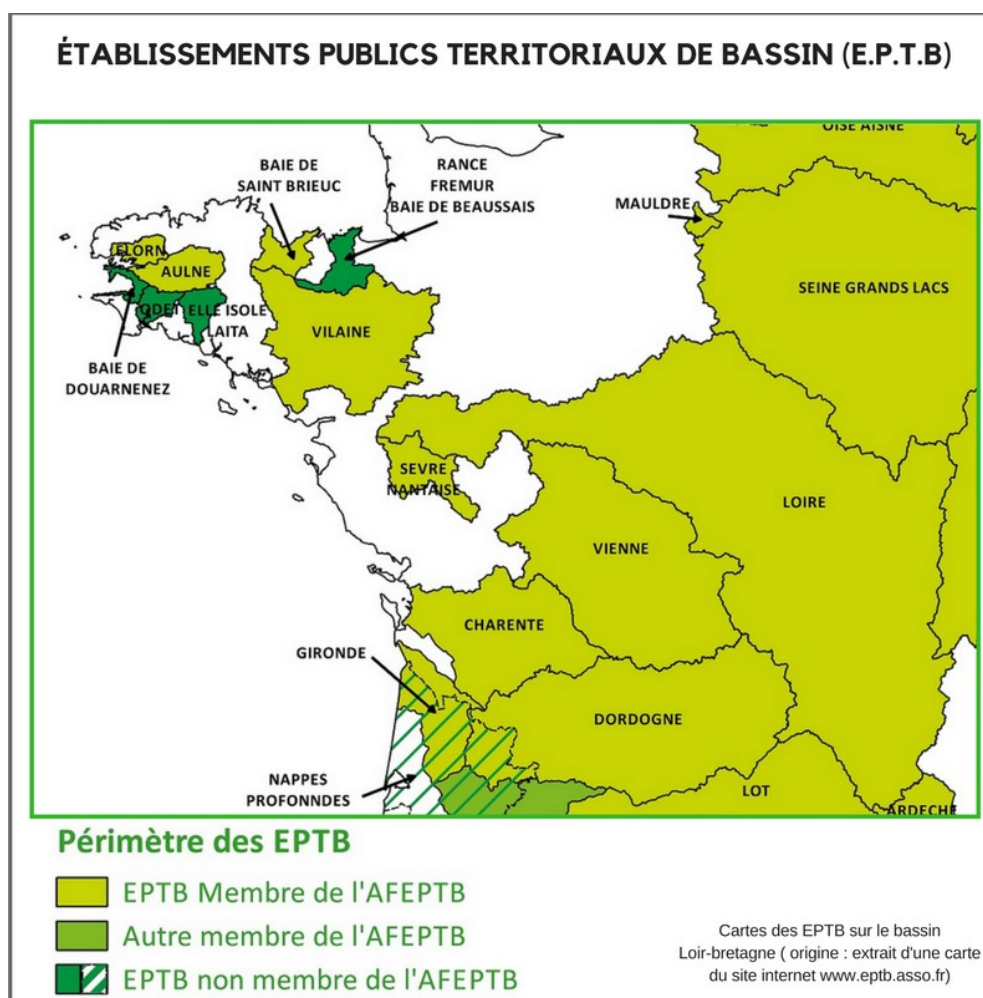 ÉTABLISSEMENTS PUBLICS TERRITORIAUX DE BASSIN (E.P.T.B)
OISE AISNE
BAIE DE
SAINT BRIEUC
RANCE
FREMUR
BAIE DE BEAUSSAIS
MAULDRE
ELORN
AULNE
SEINE GRANDS LACS
ODET
ELLE ISOLE
LAITA
VILAINE
BAIE DE
DOUARNENEZ
SEVRE
NANTAISE
LOIRE
VIENNE
CHARENTE
GIRONDE
DORDOGNE
NAPPES
PROFONNDES
LOT
ARDECHE
Périmètre des EPTB
EPTB Membre de l'AFEPTB
Autre membre de l'AFEPTB
EPTB non membre de l'AFEPTB
Cartes des EPTB sur le bassin
Loir-bretagne ( origine : extrait d'une carte
du site internet www.eptb.asso.fr)